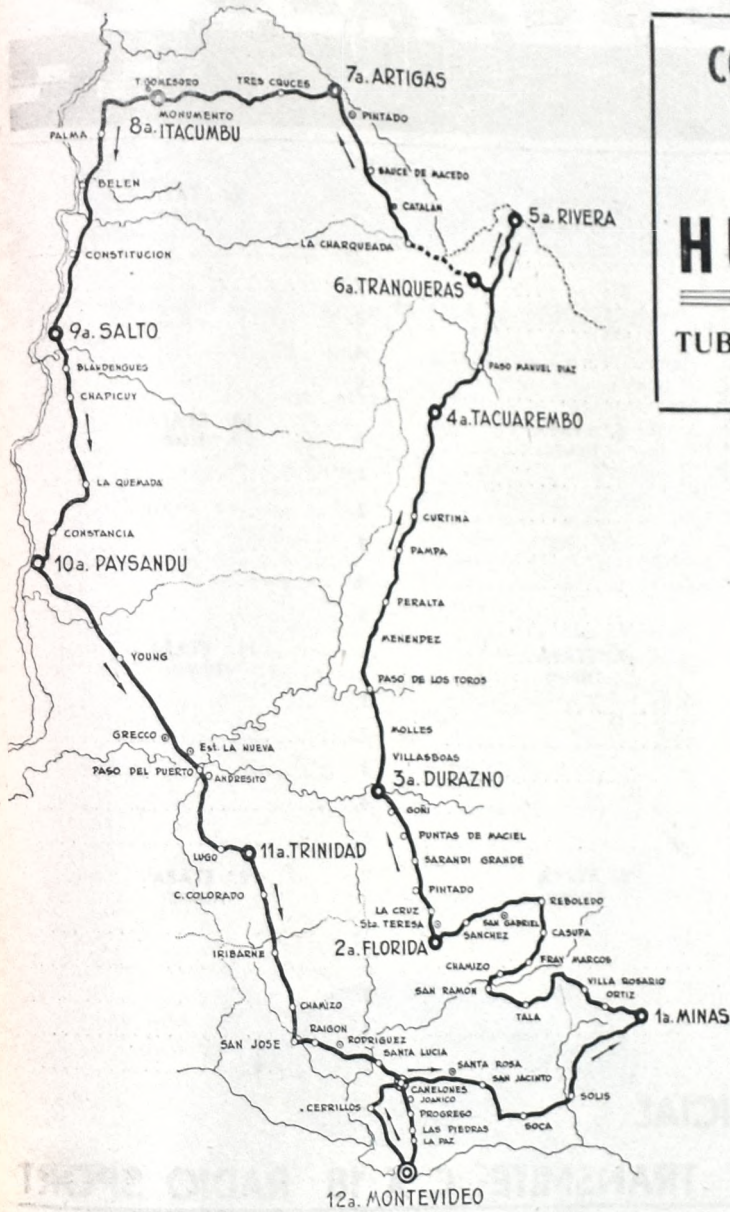 T. GOMESORO
TRES CRUCES
7a. ARTIGAS
PINTADO
MONUMENTO
8a. ITACUMBU
PALMA
SAUCE DE MACEDO
BELEN
CATALAN
LA CHARQUEADA
5a. RIVERA
CONSTITUCION
6a. TRANQUERAS
9a. SALTO
BLANDENGUES
CHAPICUY
PASO MANUEL DIAZ
4a. TACUAREMBO
LA QUEMADA
CONSTANCIA
CURTINA
PAMPA
10a. PAYSANDU
PERALTA
MENENDEZ
YOUNG
PASO DE LOS TOROS
GRECCO
Est. LA NUEVA
MOLLES
VILLASBOAS
PASO DEL PUERTO
ANDRESITO
3a. DURAZNO
GOÑI
PUNTAS DE MACIEL
LUGO
11a. TRINIDAD
SARANDI GRANDE
C. COLORADO
PINTADO
LA CRUZ
Sta. TERESA
SANCHEZ
SAN GABRIEL
REBOLEDO
CASUPA
2a. FLORIDA
IRIBARNE
FRAY MARCOS
CHAMIZO
SAN RAMON
TALA
VILLA ROSARIO
ORTIZ
1a. MINAS
CHAMIZO
SAN JOSE
RAIGON
RODRIGUEZ
SANTA LUCIA
SANTA ROSA
SAN JACINTO
CANELONES
JOANICO
CERRILLOS
PROGRESO
SOLIS
SOCA
LAS PIEDRAS
LA PAZ
12a. MONTEVIDEO
TUB